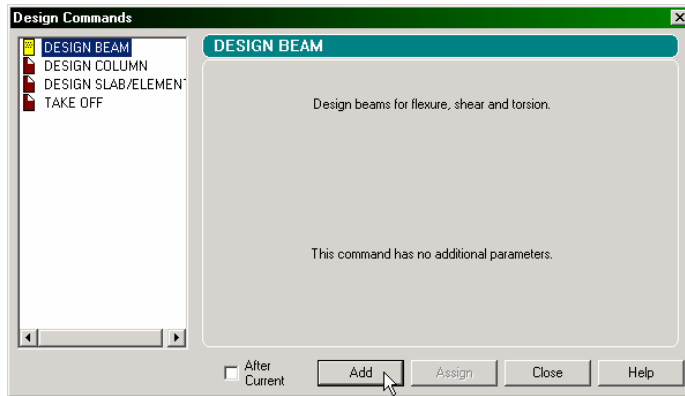 Design Commands
DESIGN BEAM
DESIGN COLUMN
DESIGN SLAB/ELEMENT
TAKE OFF
DESIGN BEAM
Design beams for flexure, shear and torsion.
This command has no additional parameters.
After
Current
Add
Assign
Close
Help